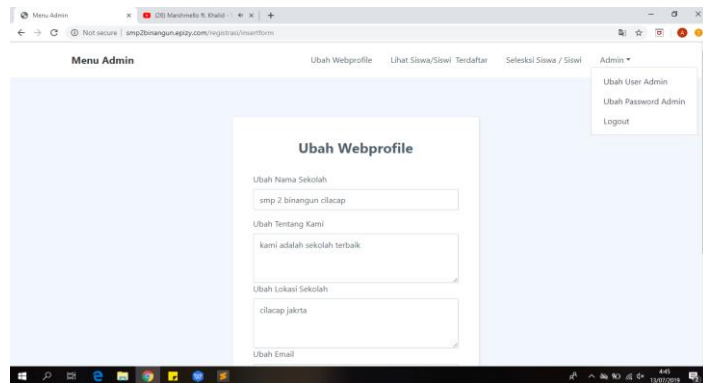 Menu Admin
(26) Marshmello ft. Khalid -
Not secure | smp2binangun.epizy.com/registrasi/insertform
Menu Admin
Ubah Webprofile
Lihat Siswa/Siswi Terdaftar
Seleksi Siswa / Siswi
Admin
Ubah User Admin
Ubah Password Admin
Logout
Ubah Webprofile
Ubah Nama Sekolah
smp 2 binangun cilacap
Ubah Tentang Kami
kami adalah sekolah terbaik
Ubah Lokasi Sekolah
cilacap jakrta
Ubah Email
4:45
13/07/2019